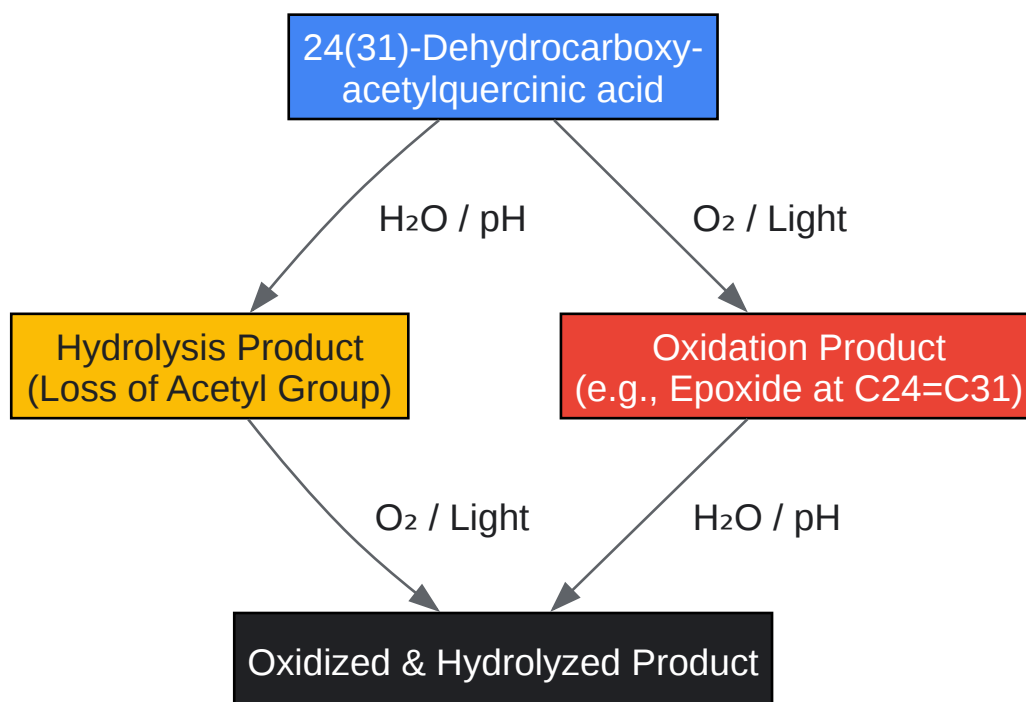 24(31)-Dehydrocarboxy-
acetylquercinic acid
H₂O / pH
O₂ / Light
Hydrolysis Product
(Loss of Acetyl Group)
Oxidation Product
(e.g., Epoxide at C24=C31)
O₂ / Light
H₂O / pH
Oxidized & Hydrolyzed Product